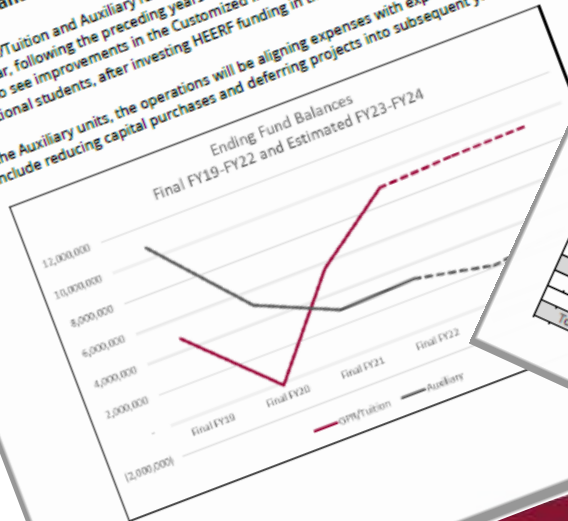 /Tuition and Auxiliary
, following the preceding years
o see improvements in the Customized
tional students, after investing HEERF funding in
he Auxiliary units, the operations will be aligning expenses with
nclude reducing capital purchases and deferring projects into subsequent
Ending Fund Balances
Final FY19-FY22 and Estimated FY23-FY24
12,000,000
10,000,000
8,000,000
6,000,000
4,000,000
2,000,000
-
(2,000,000)
Final FY19 Final FY20 Final FY21 Final FY22
GPR/Tuition Auxiliary